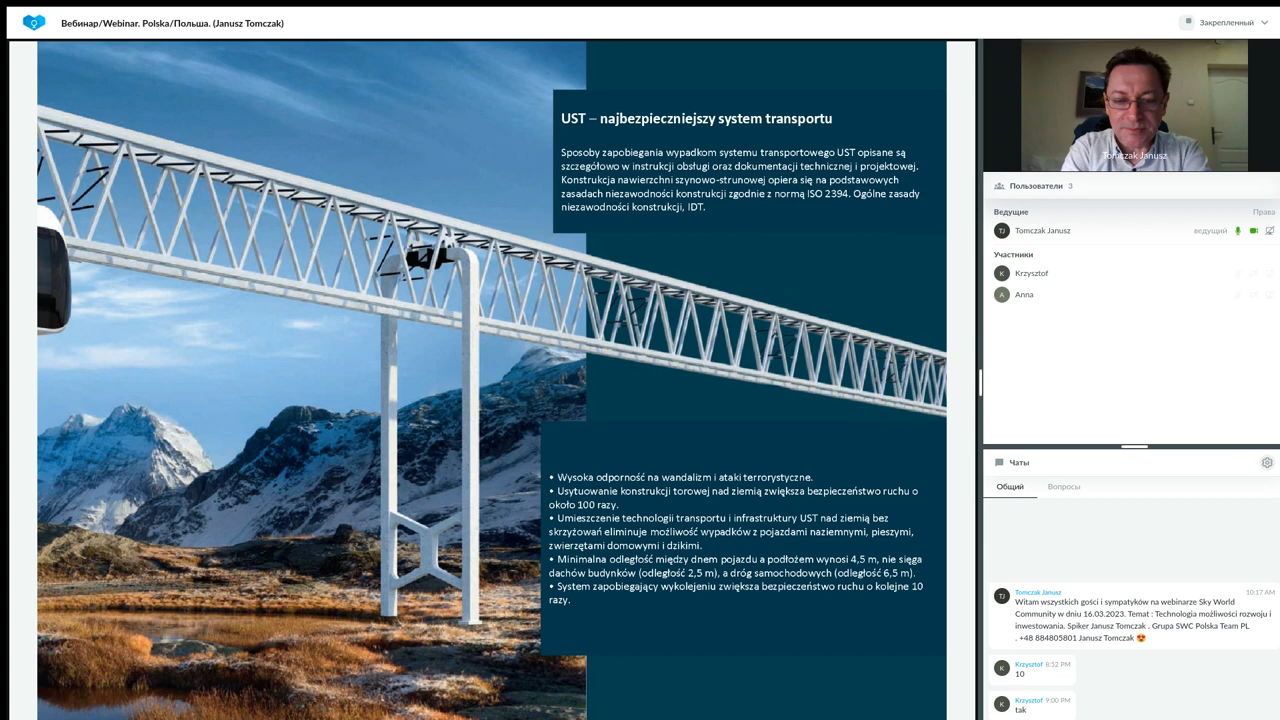 Вебинар/Webinar. Polska/Польша. (Janusz Tomczak)
Закрепленный
UST – najbezpieczniejszy system transportu
Sposoby zapobiegania wypadkom systemu transportowego UST opisane są
szczegółowo w instrukcji obsługi oraz dokumentacji technicznej i projektowej.
Konstrukcja nawierzchni szynowo-strunowej opiera się na podstawowych
zasadach niezawodności konstrukcji zgodnie z normą ISO 2394. Ogólne zasady
niezawodności konstrukcji, IDT.
• Wysoka odporność na wandalizm i ataki terrorystyczne.
• Usytuowanie konstrukcji torowej nad ziemią zwiększa bezpieczeństwo ruchu o
około 100 razy.
• Umieszczenie technologii transportu i infrastruktury UST nad ziemią bez
skrzyżowań eliminuje możliwość wypadków z pojazdami naziemnymi, pieszymi,
zwierzętami domowymi i dzikimi.
• Minimalna odległość między dnem pojazdu a podłożem wynosi 4,5 m, nie sięga
dachów budynków (odległość 2,5 m), a dróg samochodowych (odległość 6,5 m).
• System zapobiegający wykolejeniu zwiększa bezpieczeństwo ruchu o kolejne 10
razy.
Tomczak Janusz
Пользователи 3
Ведущие Права
TJ Tomczak Janusz ведущий
Участники
K Krzysztof
A Anna
Чаты
Общий Вопросы
TJ Tomczak Janusz 10:17 AM
Witam wszystkich gości i sympatyków na webinarze Sky World
Community w dniu 16.03.2023. Temat : Technologia możliwości rozwoju i
inwestowania. Spiker Janusz Tomczak . Grupa SWC Polska Team PL
. +48 884805801 Janusz Tomczak 😍
K Krzysztof 8:52 PM
10
K Krzysztof 9:00 PM
tak